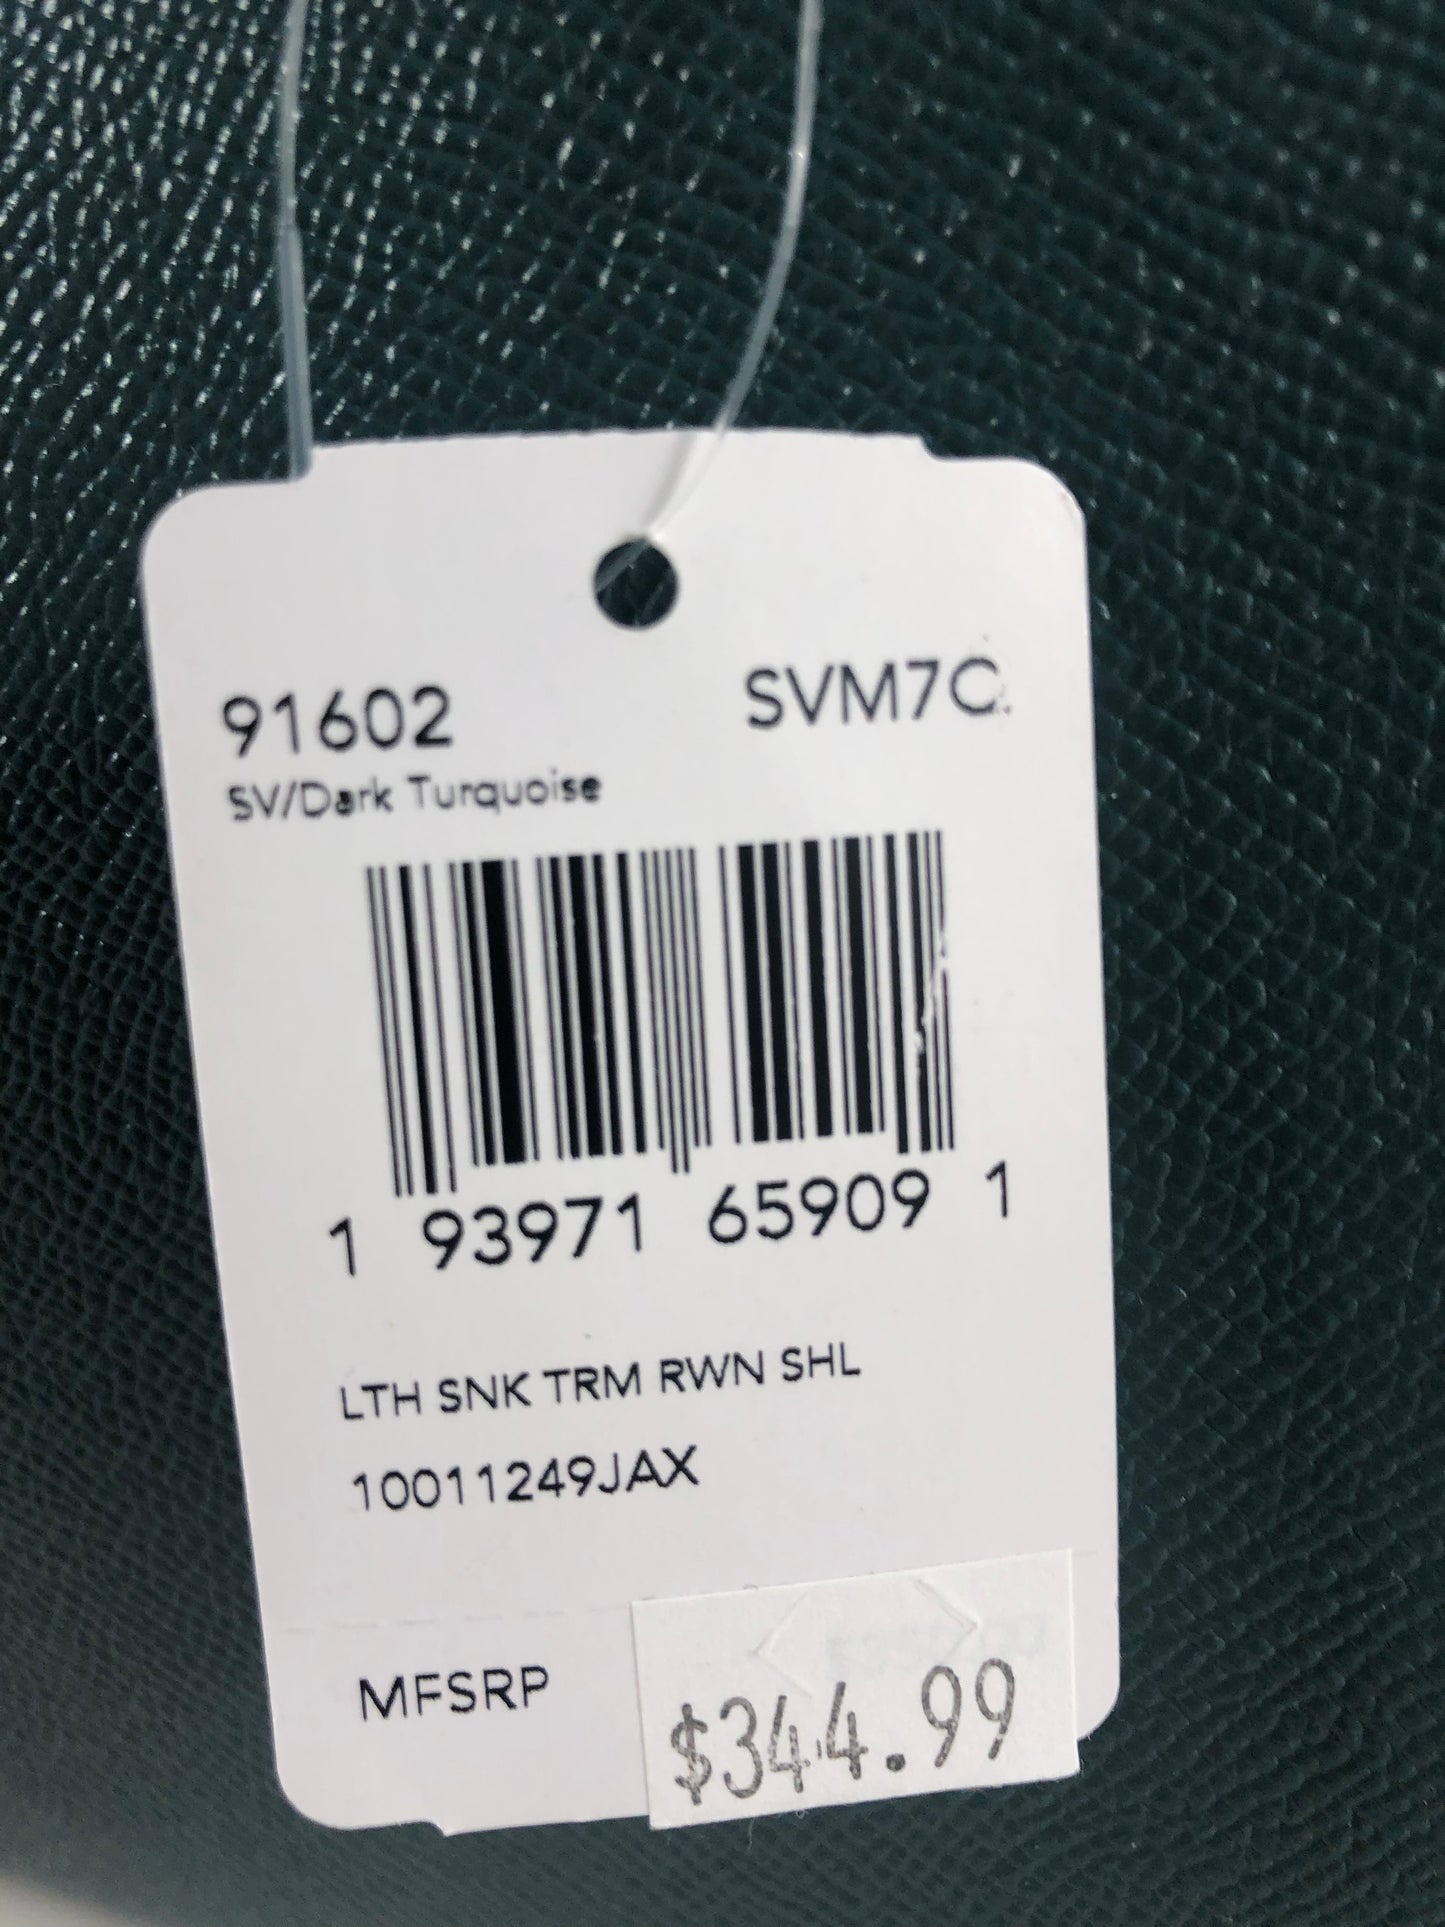 91602 SVM7C
SV/Dark Turquoise
1 93971 65909 1
LTH SNK TRM RWN SHL
10011249JAX
MFSRP $344.99